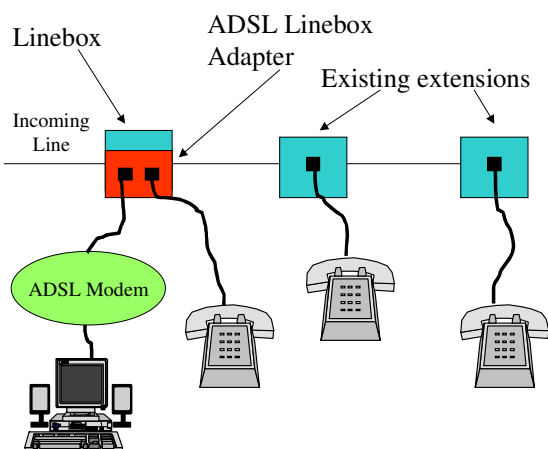 Linebox
ADSL Linebox
Adapter
Existing extensions
Incoming
Line
ADSL Modem